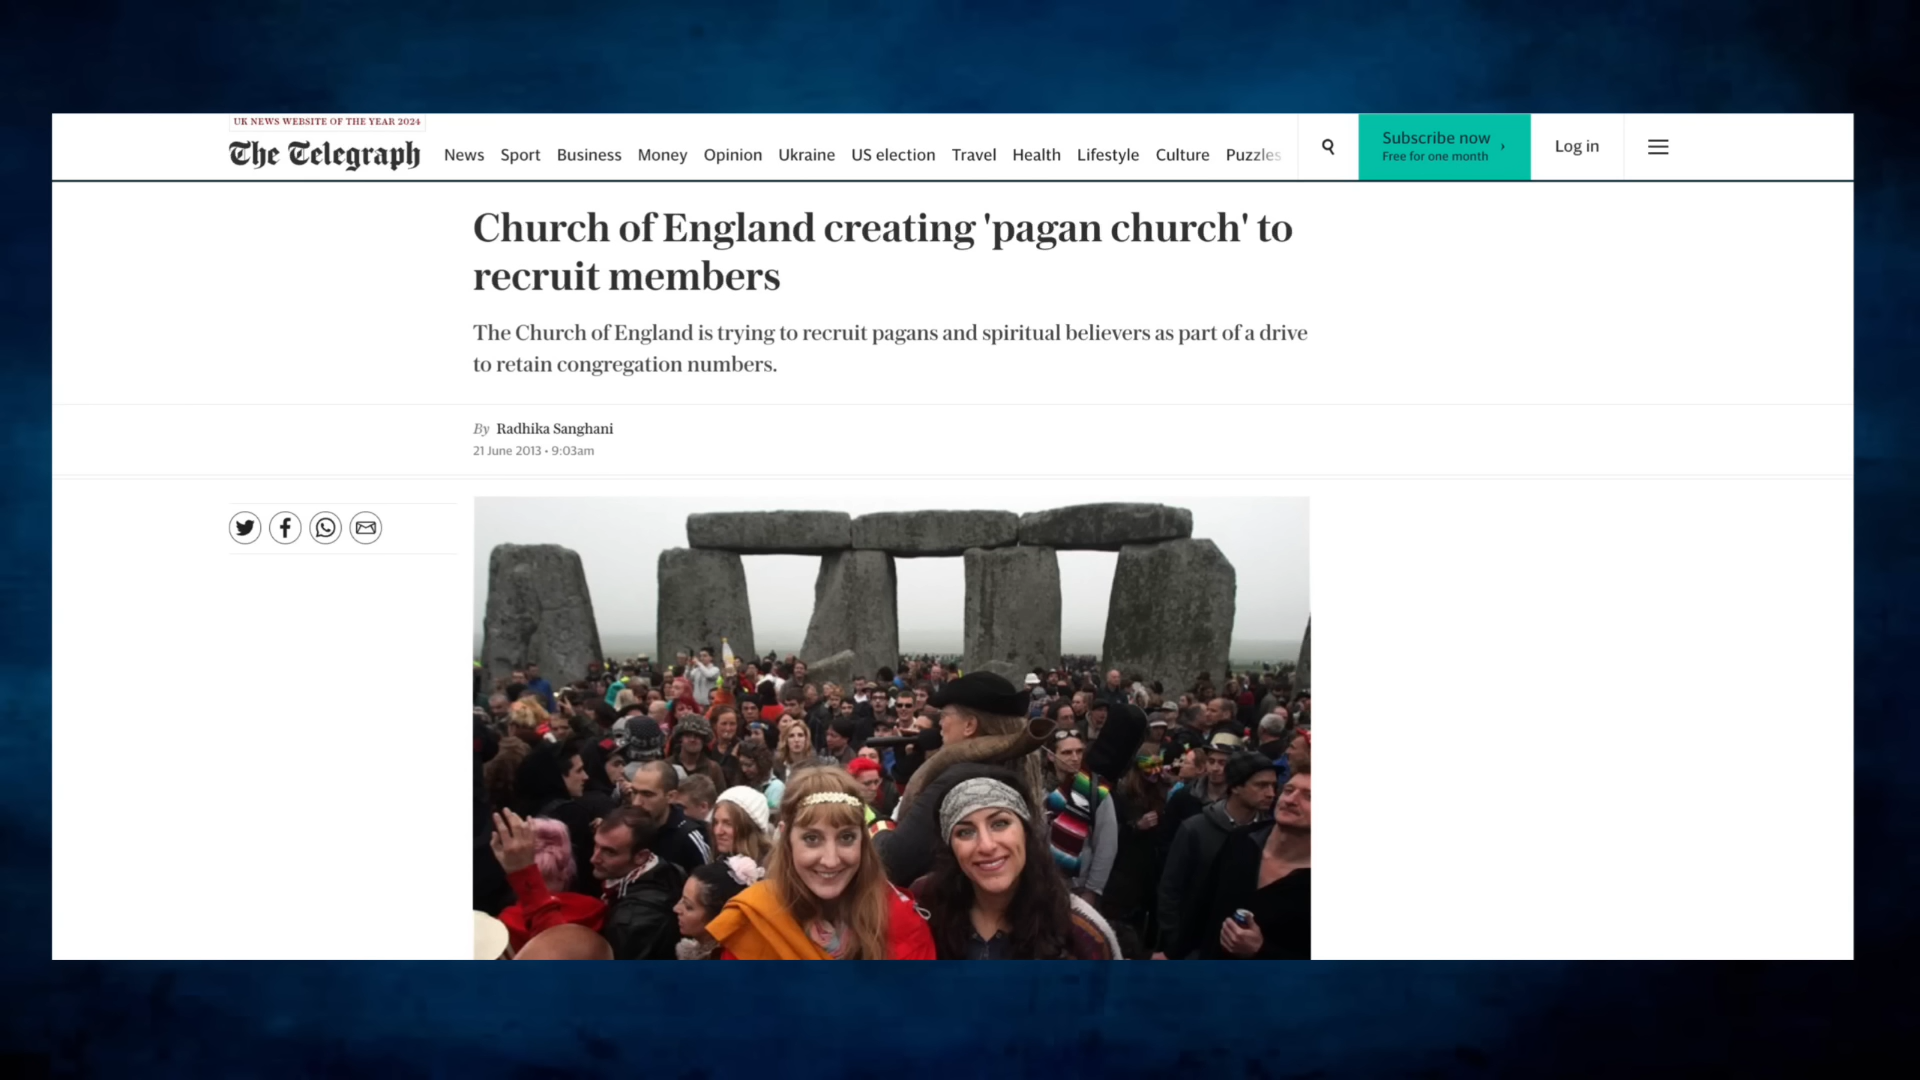 UK NEWS WEBSITE OF THE YEAR 2024
The Telegraph
News Sport Business Money Opinion Ukraine US election Travel Health Lifestyle Culture Puzzles
Subscribe now
Free for one month
Log in
Church of England creating 'pagan church' to
recruit members
The Church of England is trying to recruit pagans and spiritual believers as part of a drive
to retain congregation numbers.
By Radhika Sanghani
21 June 2013 • 9:03am